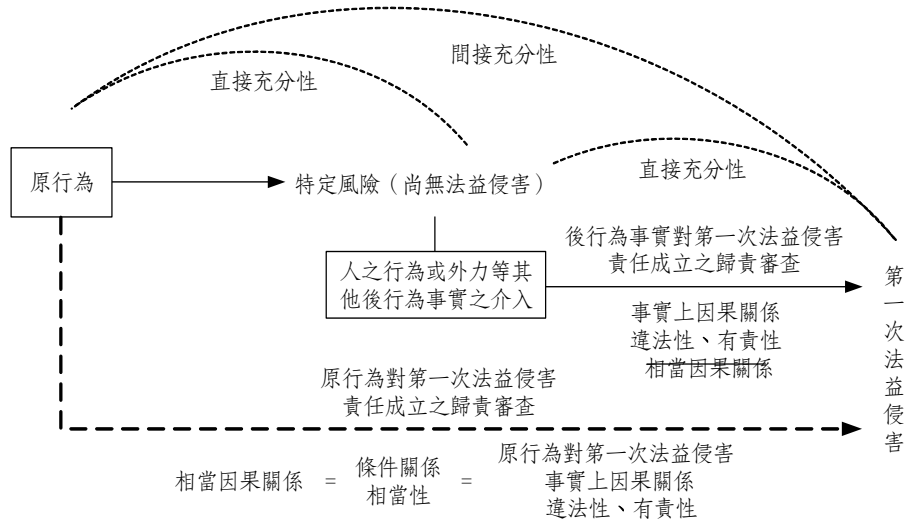 間接充分性
直接充分性
直接充分性
原行為
特定風險（尚無法益侵害）
人之行為或外力等其
他後行為事實之介入
後行為事實對第一次法益侵害
責任成立之歸責審查
事實上因果關係
違法性、有責性
相當因果關係
第一次法益侵害
原行為對第一次法益侵害
責任成立之歸責審查
相當因果關係 = 條件關係 相當性 = 原行為對第一次法益侵害
事實上因果關係
違法性、有責性